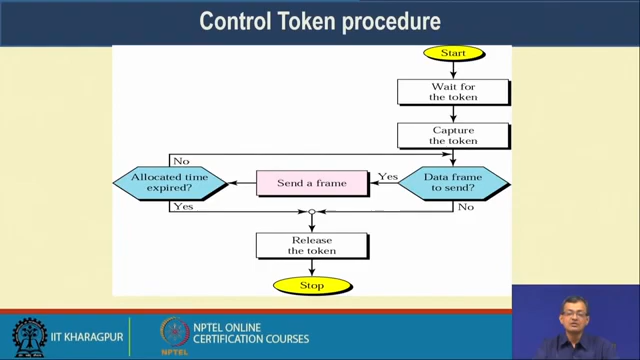 Control Token procedure
Start
Wait for
the token
Capture
the token
No
Allocated time
expired?
Send a frame
Yes
Data frame
to send?
Yes
No
Release
the token
Stop
IIT KHARAGPUR
NPTEL
NPTEL ONLINE
CERTIFICATION COURSES